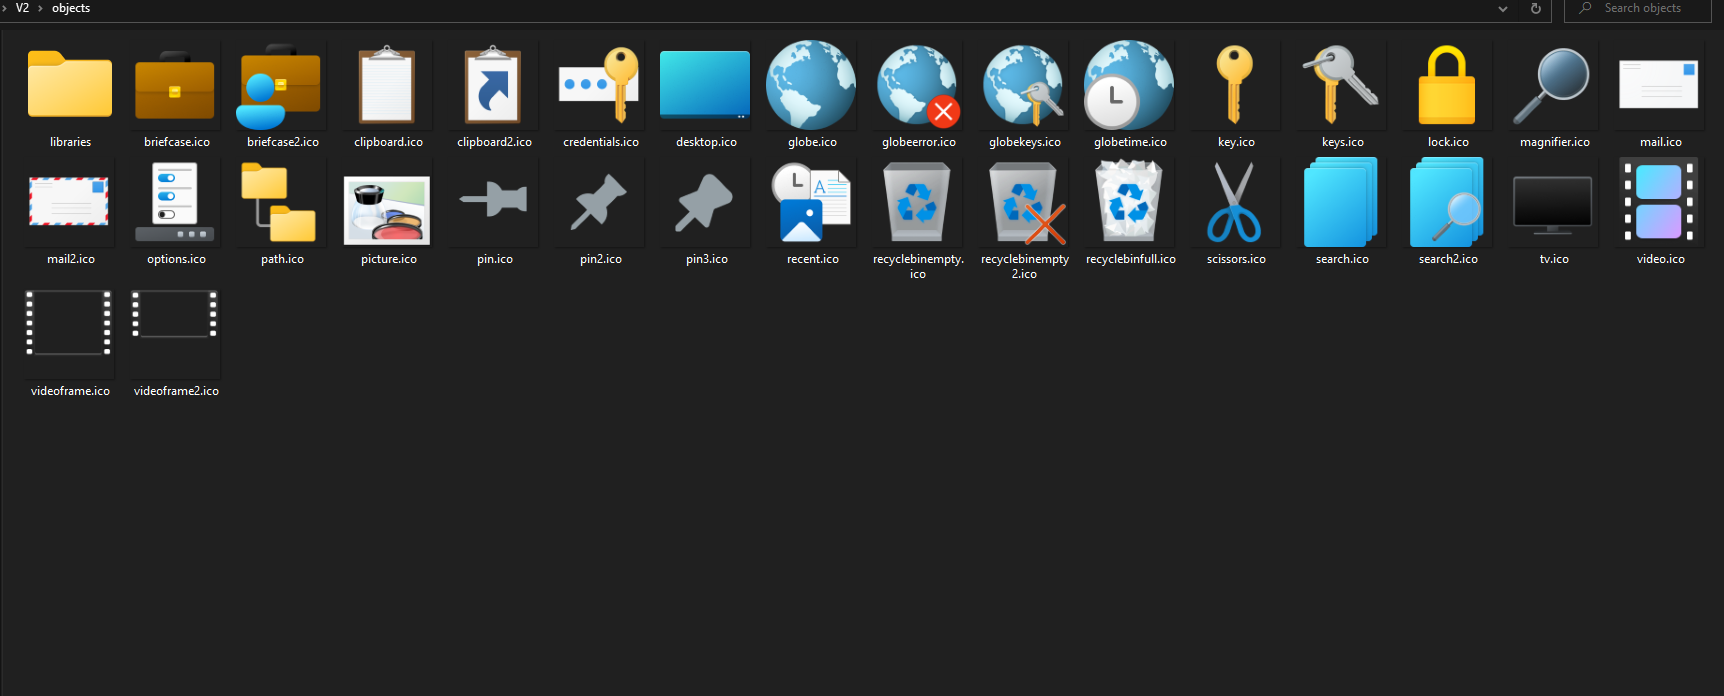 V2 > objects
Search objects
libraries
briefcase.ico
briefcase2.ico
clipboard.ico
clipboard2.ico
credentials.ico
desktop.ico
globe.ico
globeerror.ico
globekeys.ico
globetime.ico
key.ico
keys.ico
lock.ico
magnifier.ico
mail.ico
mail2.ico
options.ico
path.ico
picture.ico
pin.ico
pin2.ico
pin3.ico
A
recent.ico
recyclebinempty.
ico
recyclebinempty
2.ico
recyclebinfull.ico
scissors.ico
search.ico
search2.ico
tv.ico
video.ico
videoframe.ico
videoframe2.ico